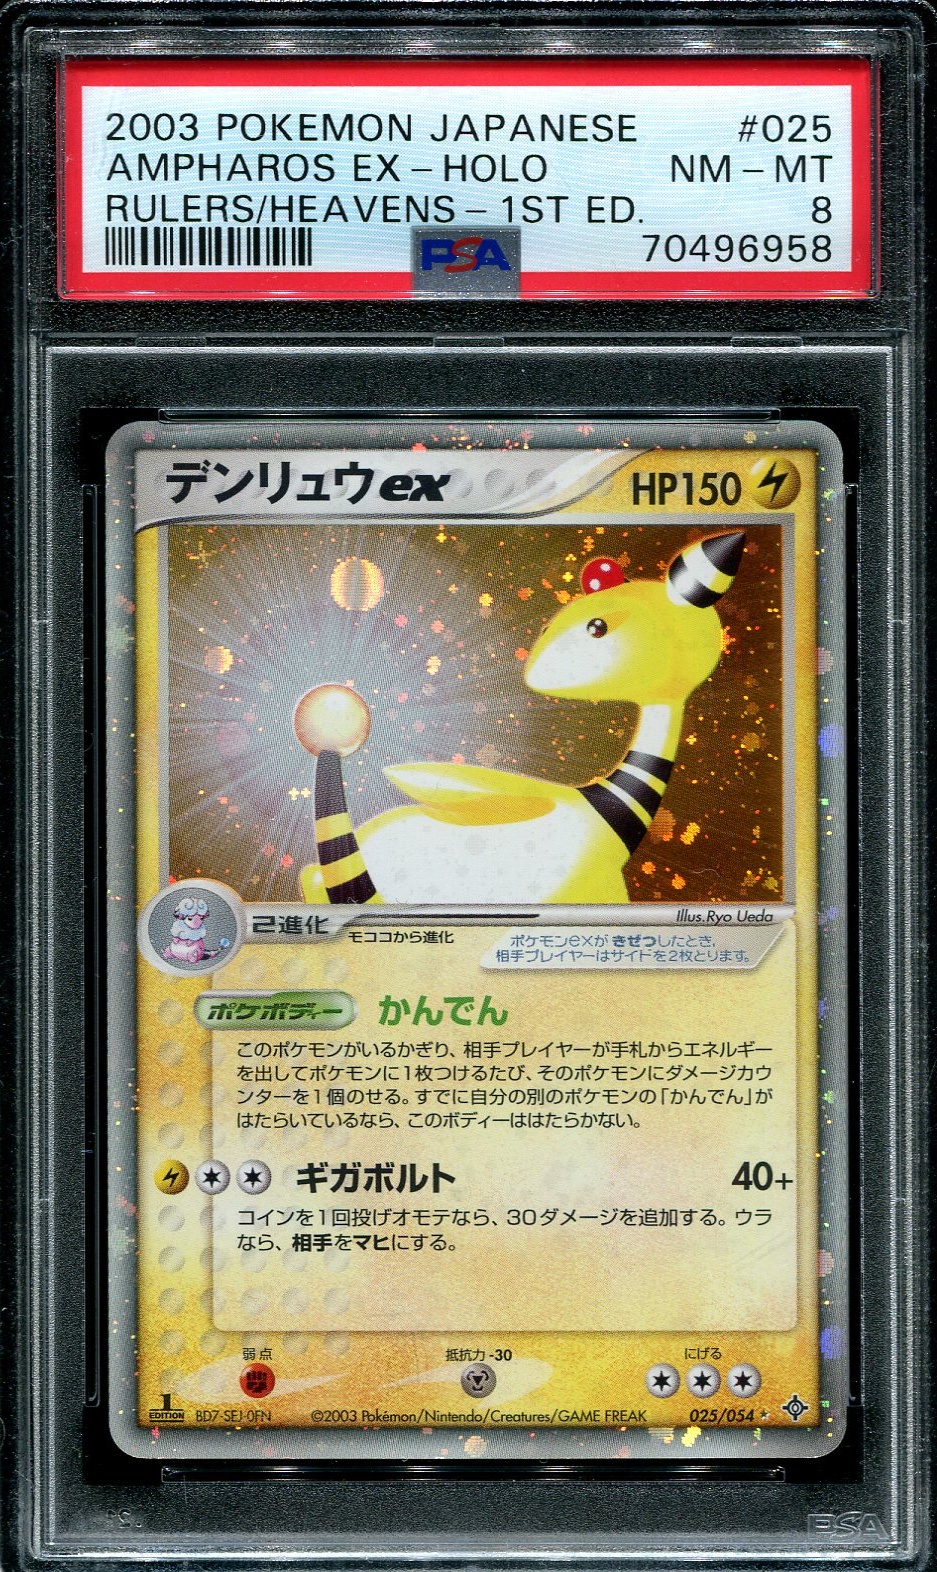 2003 POKEMON JAPANESE #025
AMPHAROS EX - HOLO NM - MT
RULERS/HEAVENS - 1ST ED. 8
PSA 70496958
デンリュウex HP150
Illus.Ryo Ueda
2進化 モココから進化
ポケモンexが きぜつしたとき、
相手プレイヤーはサイドを2枚とります。
ポケボディー かんでん
このポケモンがいるかぎり、相手プレイヤーが手札からエネルギー
を出してポケモンに1枚つけるたび、そのポケモンにダメージカウ
ンターを1個のせる。すでに自分の別のポケモンの「かんでん」が
はたらいているなら、このボディーははたらかない。
ギガボルト 40+
コインを1回投げオモテなら、30ダメージを追加する。ウラ
なら、相手をマヒにする。
弱点 抵抗力 -30 にげる
1 EDITION BD7-SEJ-0FN ©2003 Pokémon/Nintendo/Creatures/GAME FREAK 025/054 ★
PSA